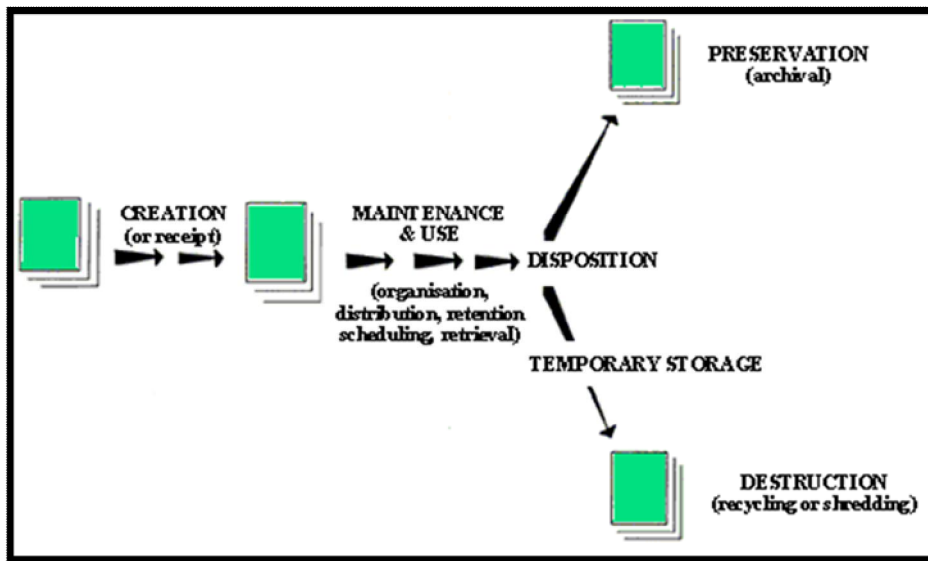 PRESERVATION
(archival)
CREATION
(or receipt)
MAINTENANCE
& USE
(organisation,
distribution, retention
scheduling, retrieval)
DISPOSITION
TEMPORARY STORAGE
DESTRUCTION
(recycling or shredding)